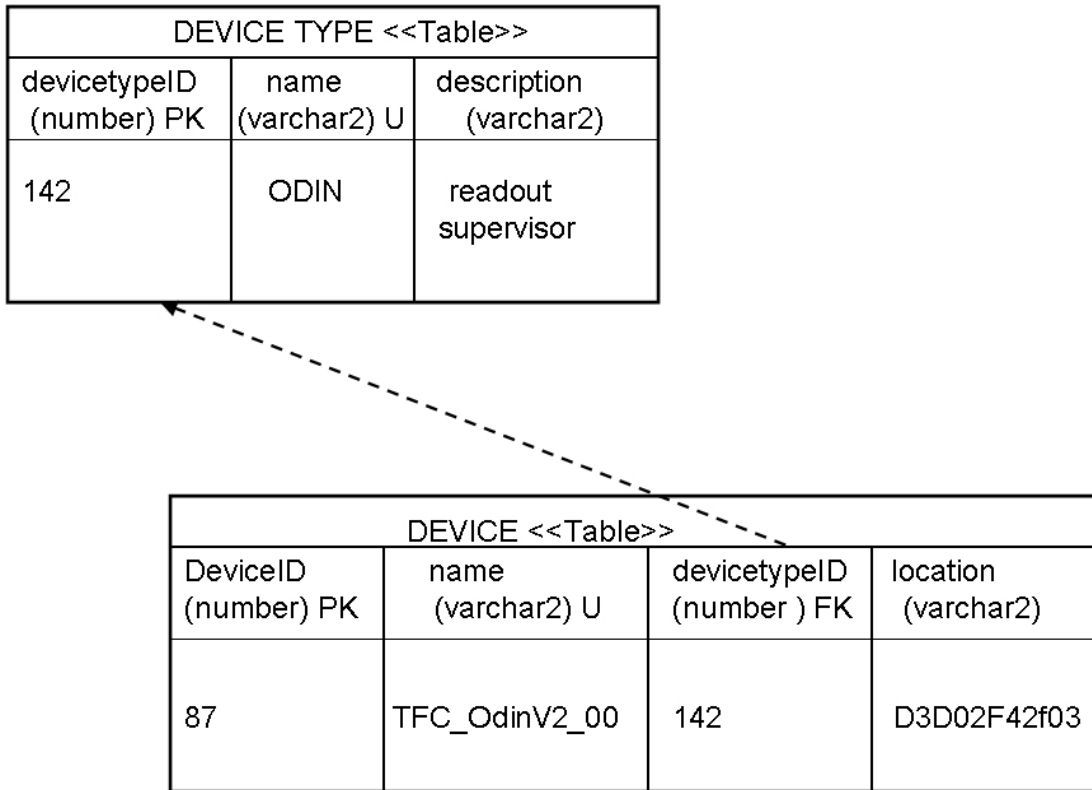 DEVICE TYPE <<Table>>
devicetypeID name description
(number) PK (varchar2) U (varchar2)
142 ODIN readout
supervisor
DEVICE <<Table>>
DeviceID name devicetypeID location
(number) PK (varchar2) U (number ) FK (varchar2)
87 TFC_OdinV2_00 142 D3D02F42f03